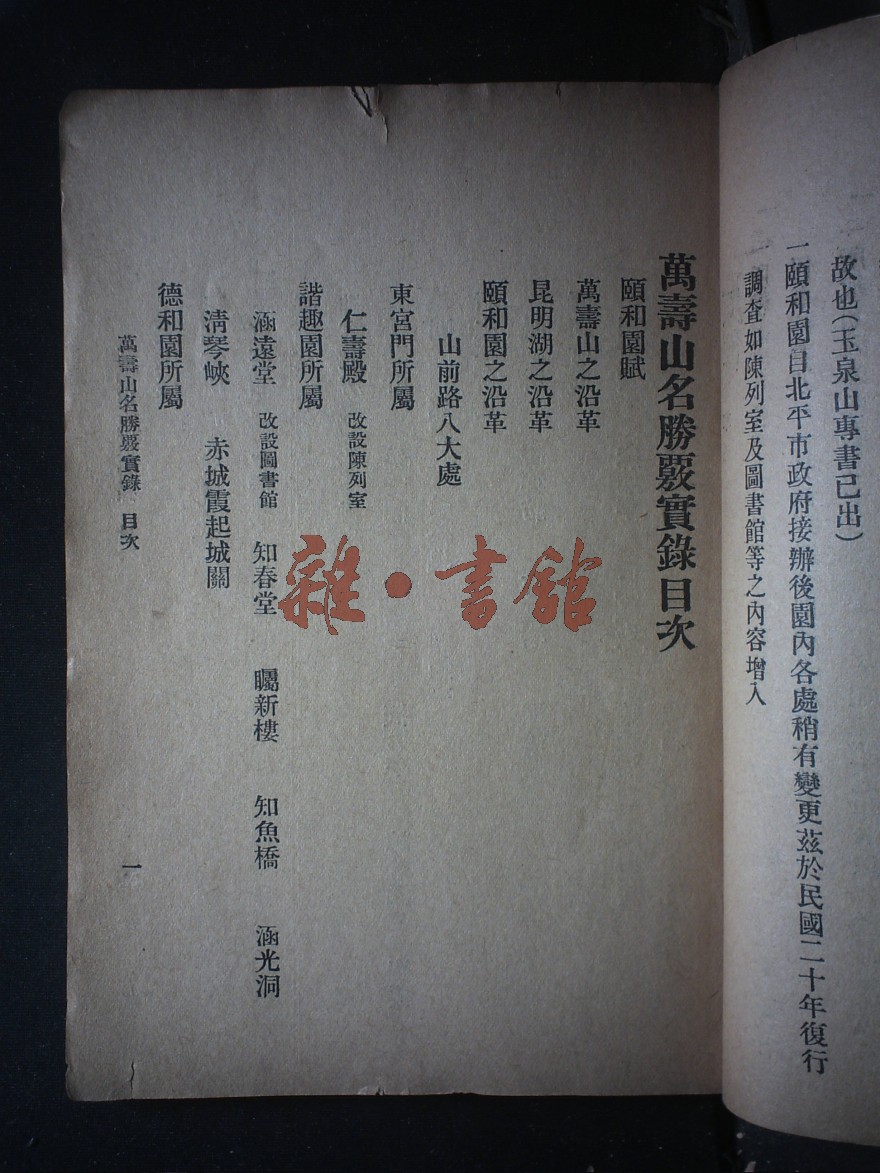 故也(玉泉山專書已出)
一頤和園自北平市政府接辦後園內各處稍有變更茲於民國二十年復行
調查如陳列室及圖書館等之內容增入
萬壽山名勝覈實錄目次
頤和園賦
萬壽山之沿革
昆明湖之沿革
頤和園之沿革
山前路八大處
東宮門所屬
仁壽殿 改設陳列室
諧趣園所屬
涵遠堂 改設圖書館 知春堂 矚新樓 知魚橋 涵光洞
清琴峽 赤城霞起城關
德和園所屬
萬壽山名勝覈實錄 目次
一
雜·書館